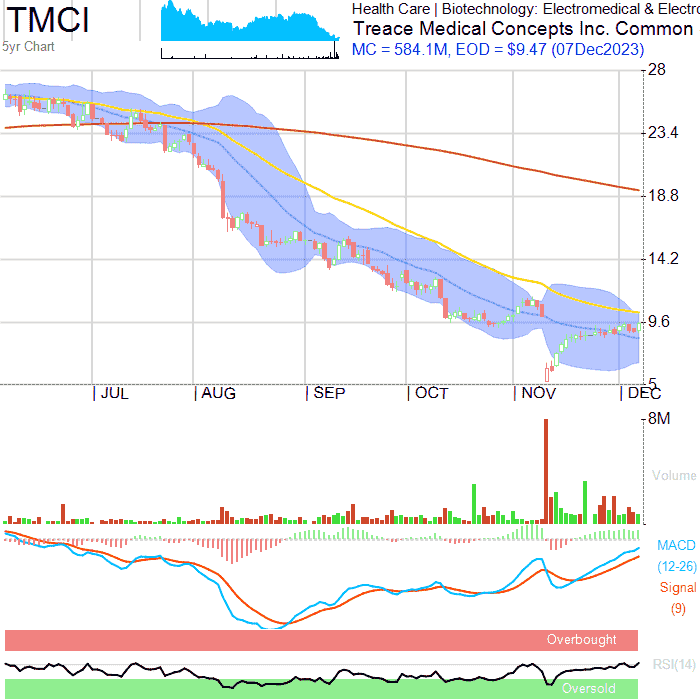 TMCI
5yr Chart
Health Care | Biotechnology: Electromedical & Electro
Treace Medical Concepts Inc. Common
MC = 584.1M, EOD = $9.47 (07Dec2023)
28
23.4
18.8
14.2
9.6
5
JUL AUG SEP OCT NOV DEC
8M
Volume
MACD
(12-26)
Signal
(9)
Overbought
RSI(14)
Oversold